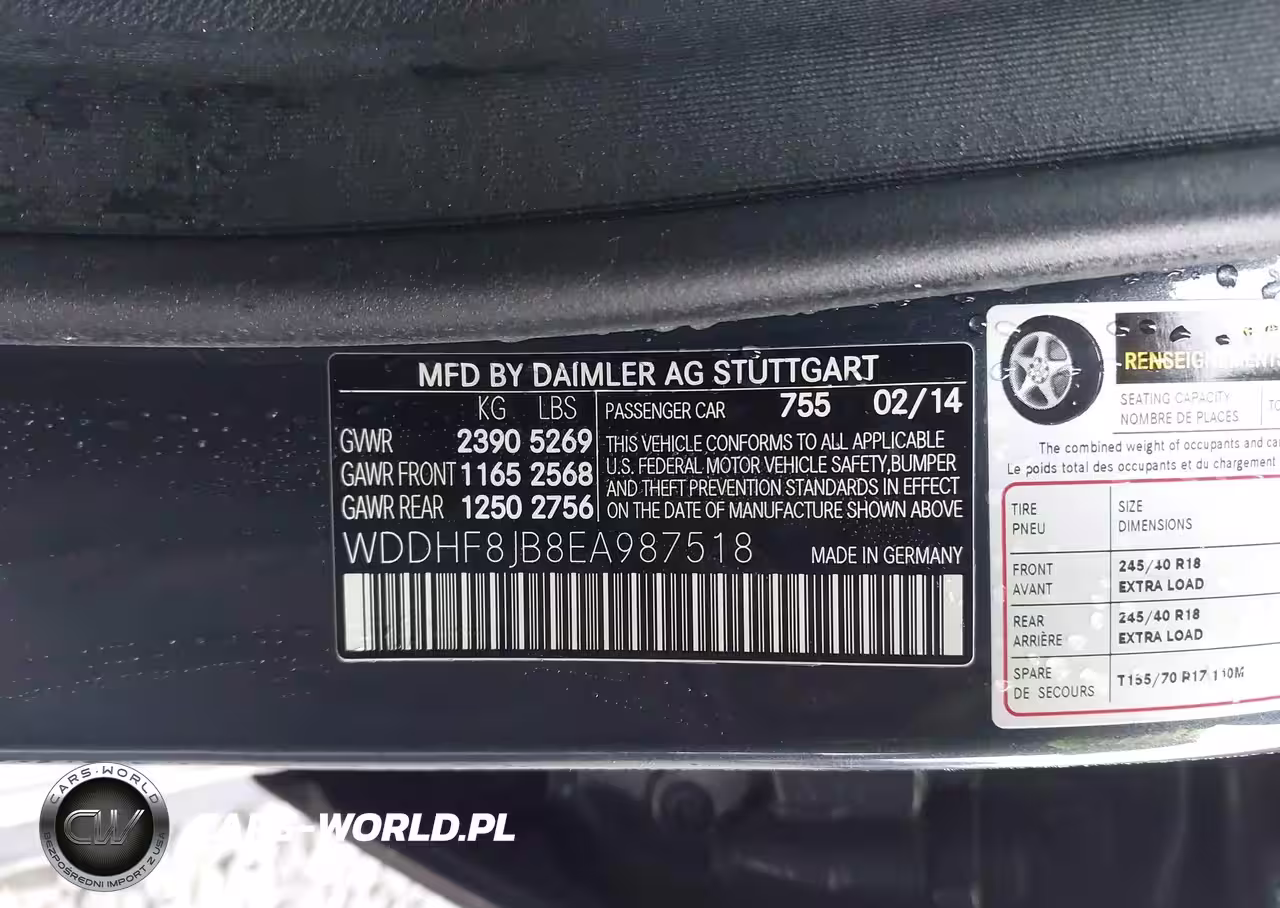 MFD BY DAIMLER AG STUTTGART
KG LBS
GVWR 2390 5269
GAWR FRONT 1165 2568
GAWR REAR 1250 2756
PASSENGER CAR 755 02/14
THIS VEHICLE CONFORMS TO ALL APPLICABLE
U.S. FEDERAL MOTOR VEHICLE SAFETY,BUMPER
AND THEFT PREVENTION STANDARDS IN EFFECT
ON THE DATE OF MANUFACTURE SHOWN ABOVE
WDDHF8JB8EA987518 MADE IN GERMANY
SEATING CAPACITY
NOMBRE DE PLACES
The combined weight of occupants and
Le poids total des occupants et du chargement
TIRE SIZE
PNEU DIMENSIONS
FRONT 245/40 R18
AVANT EXTRA LOAD
REAR 245/40 R18
ARRIÈRE EXTRA LOAD
SPARE
DE SECOURS
CARS-WORLD
CW
BEZPOŚREDNI IMPORT Z USA
CARS-WORLD.PL